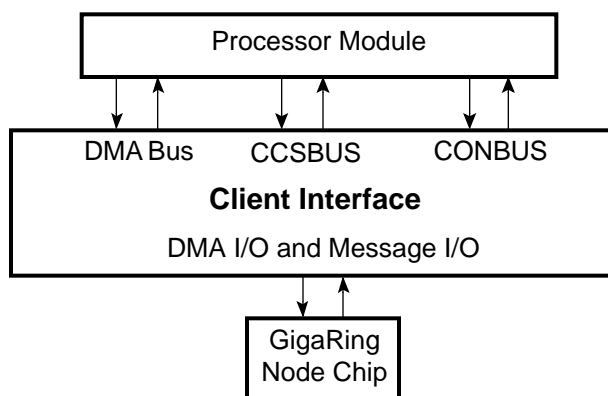 Processor Module
DMA Bus CCSBUS CONBUS
Client Interface
DMA I/O and Message I/O
GigaRing
Node Chip